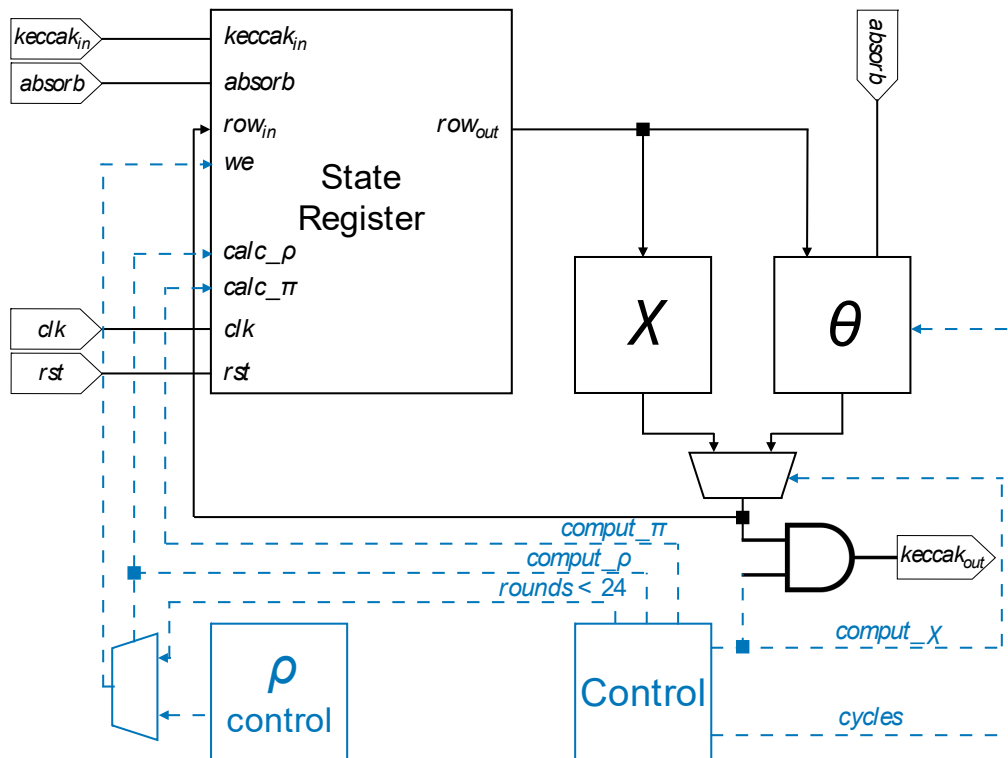 keccak_in
absorb
clk
rst
keccak_in
absorb
row_in
we
calc_ρ
calc_π
clk
rst
row_out
State
Register
absorb
χ
θ
comput_π
comput_ρ
rounds < 24
keccak_out
comput_χ
cycles
ρ
control
Control